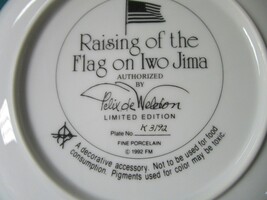 Raising of the
Flag on Iwo Jima
AUTHORIZED
BY
Felix de Weldon
LIMITED EDITION
Plate No. K3192
FINE PORCELAIN
© 1992 FM
A decorative accessory. Not to be used for food
consumption. Pigments used for color may be toxic.